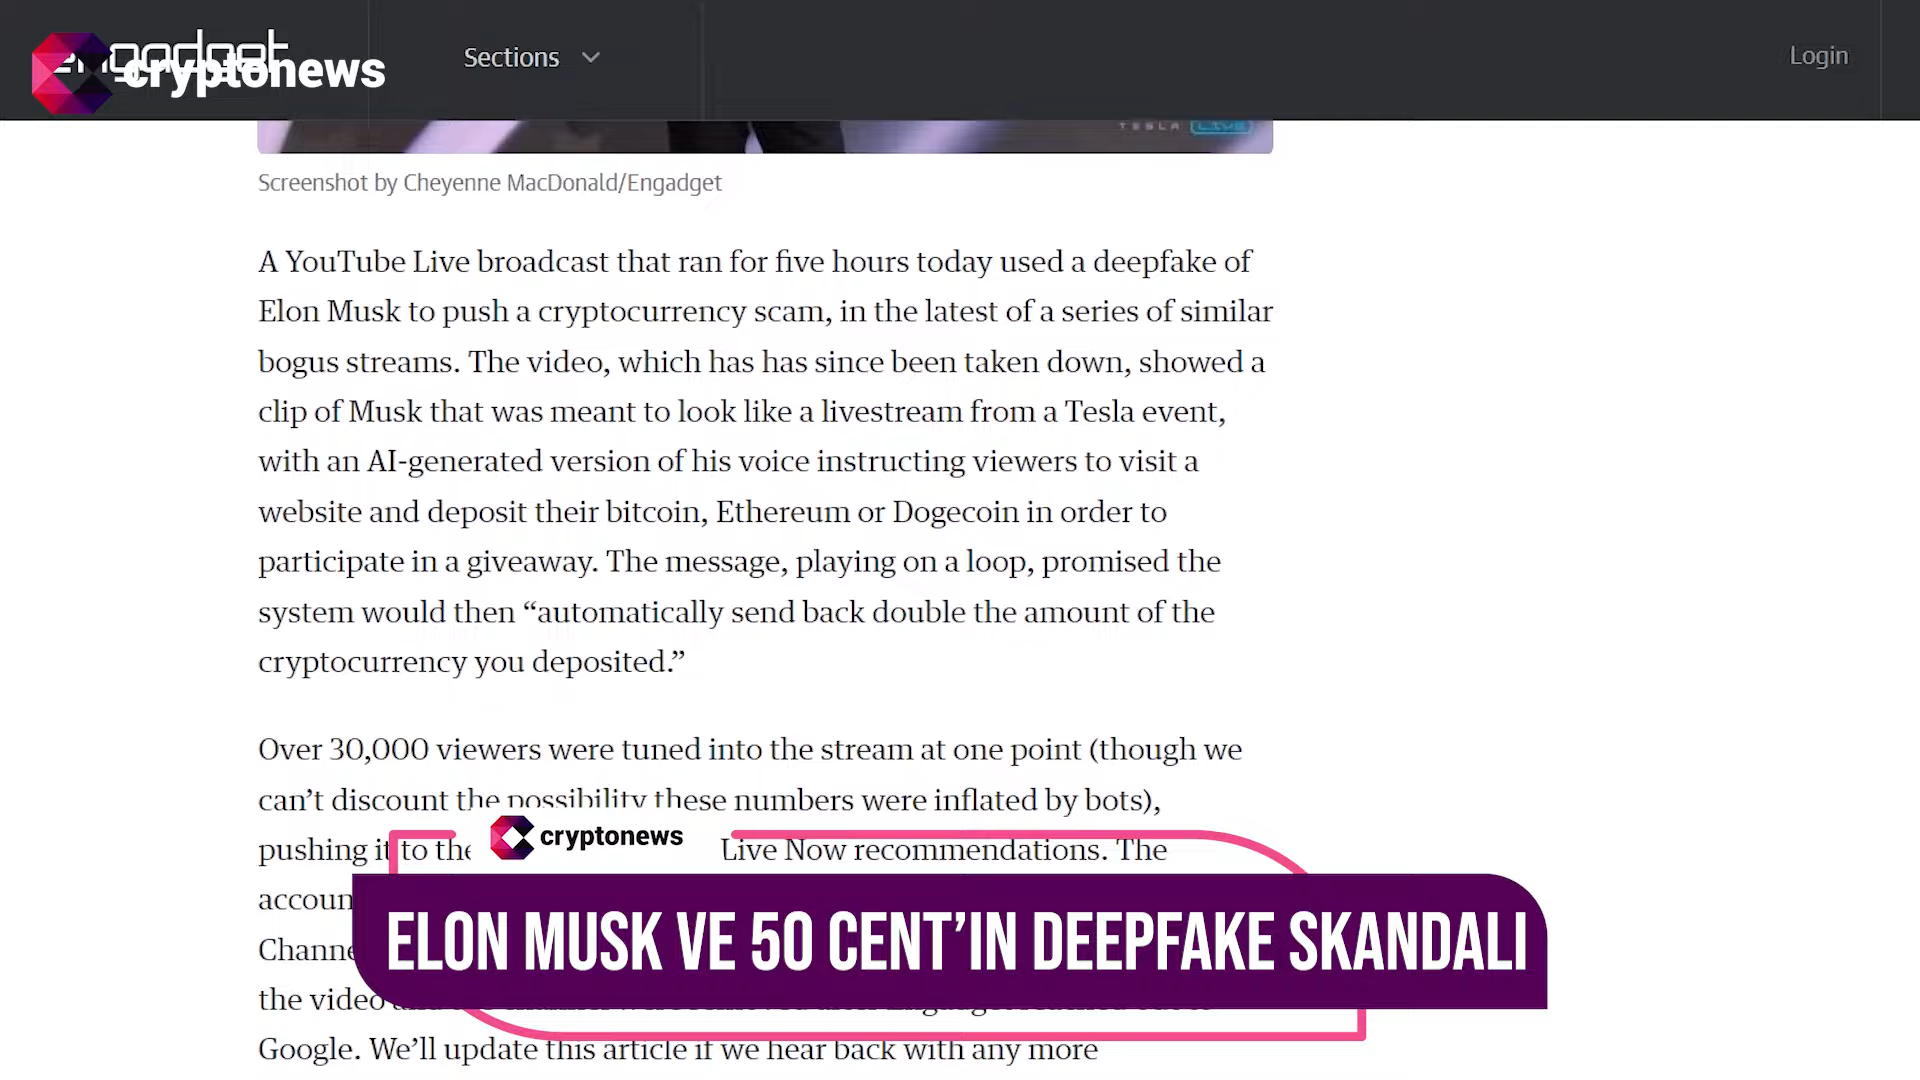 engadget
cryptonews
Sections
Login
TESLA LIVE
Screenshot by Cheyenne MacDonald/Engadget
A YouTube Live broadcast that ran for five hours today used a deepfake of
Elon Musk to push a cryptocurrency scam, in the latest of a series of similar
bogus streams. The video, which has has since been taken down, showed a
clip of Musk that was meant to look like a livestream from a Tesla event,
with an AI-generated version of his voice instructing viewers to visit a
website and deposit their bitcoin, Ethereum or Dogecoin in order to
participate in a giveaway. The message, playing on a loop, promised the
system would then “automatically send back double the amount of the
cryptocurrency you deposited.”
Over 30,000 viewers were tuned into the stream at one point (though we
can’t discount the possibility these numbers were inflated by bots),
pushing it to the Live Now recommendations. The
cryptonews
ELON MUSK VE 50 CENT’IN DEEPFAKE SKANDALI
the video
Google. We’ll update this article if we hear back with any more